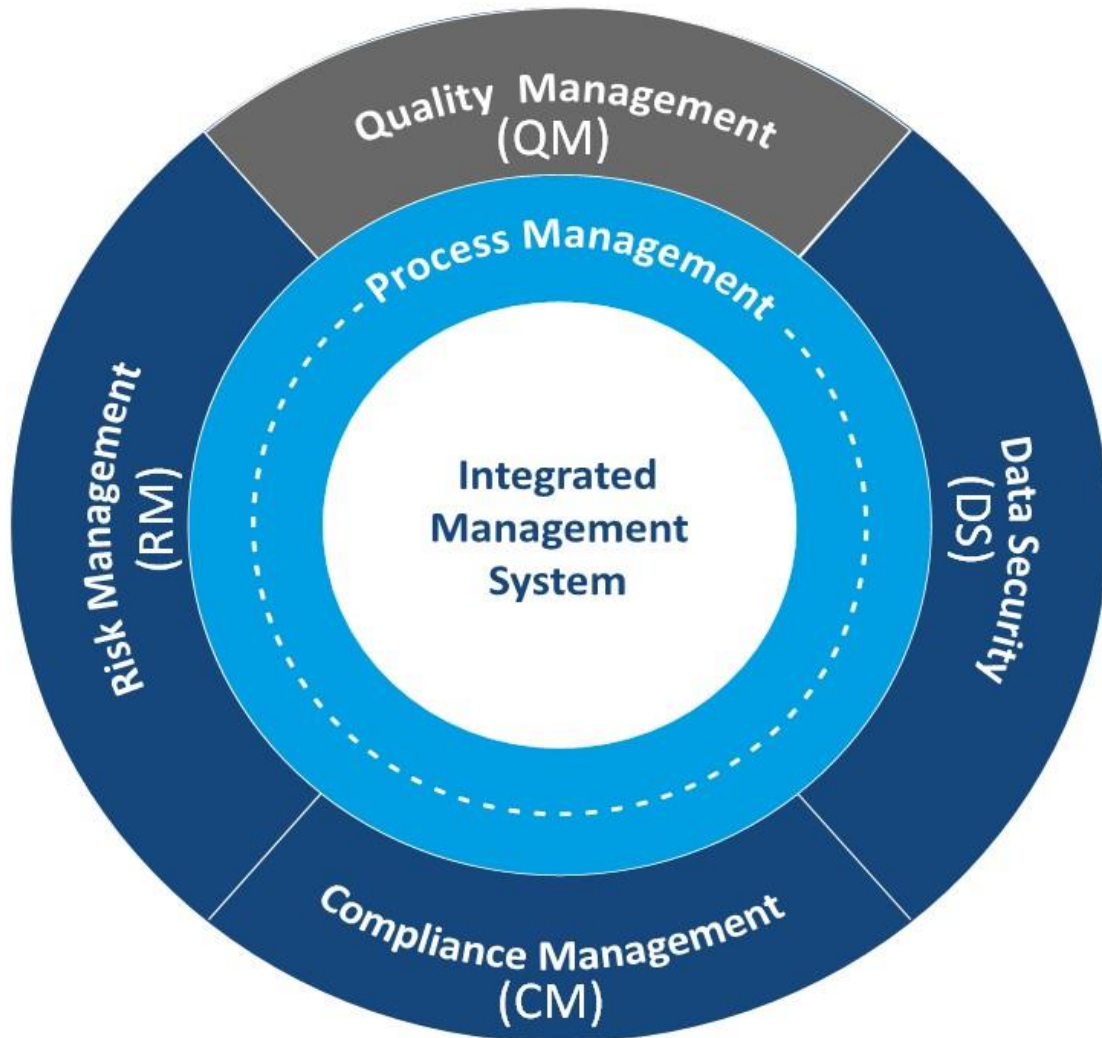 Quality Management
(QM)
Process Management
Risk Management
(RM)
Integrated
Management
System
Data Security
(DS)
Compliance Management
(CM)